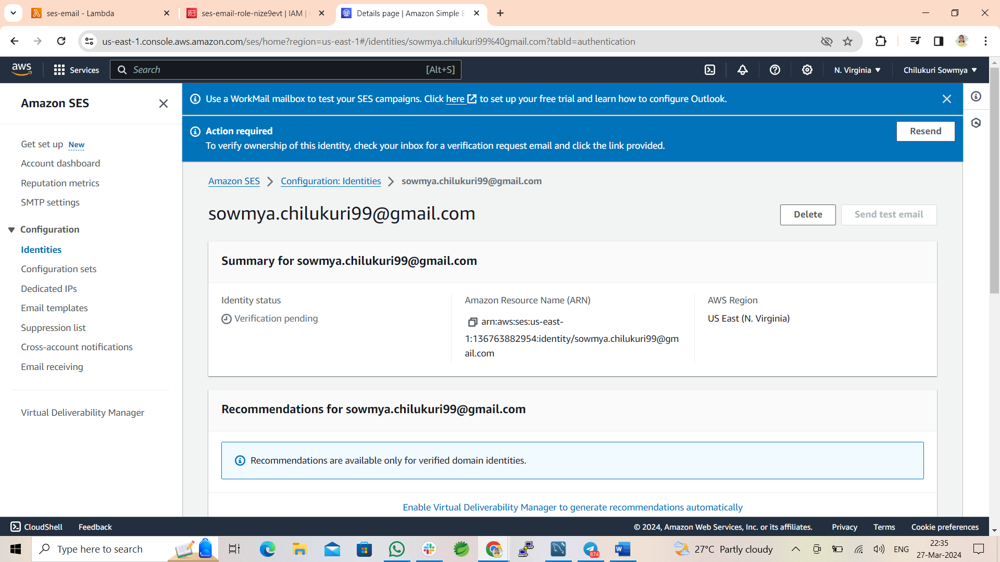 ses-email - Lambda
ses-email-role-nize9evt | IAM |
Details page | Amazon Simple E
us-east-1.console.aws.amazon.com/ses/home?region=us-east-1#/identities/sowmya.chilukuri99%40gmail.com?tabId=authentication
aws
Services
Search
[Alt+S]
N. Virginia
Chilukuri Sowmya
Amazon SES
Use a WorkMail mailbox to test your SES campaigns. Click here to set up your free trial and learn how to configure Outlook.
Action required
Resend
To verify ownership of this identity, check your inbox for a verification request email and click the link provided.
Get set up New
Account dashboard
Reputation metrics
SMTP settings
Configuration
Identities
Configuration sets
Dedicated IPs
Email templates
Suppression list
Cross-account notifications
Email receiving
Virtual Deliverability Manager
Amazon SES
Configuration: Identities
sowmya.chilukuri99@gmail.com
sowmya.chilukuri99@gmail.com
Delete
Send test email
Summary for sowmya.chilukuri99@gmail.com
Identity status
Verification pending
Amazon Resource Name (ARN)
arn:aws:ses:us-east-
1:136763882954:identity/sowmya.chilukuri99@gm
ail.com
AWS Region
US East (N. Virginia)
Recommendations for sowmya.chilukuri99@gmail.com
Recommendations are available only for verified domain identities.
Enable Virtual Deliverability Manager to generate recommendations automatically
CloudShell
Feedback
© 2024, Amazon Web Services, Inc. or its affiliates.
Privacy
Terms
Cookie preferences
Type here to search
874
27°C Partly cloudy
ENG
22:35
27-Mar-2024